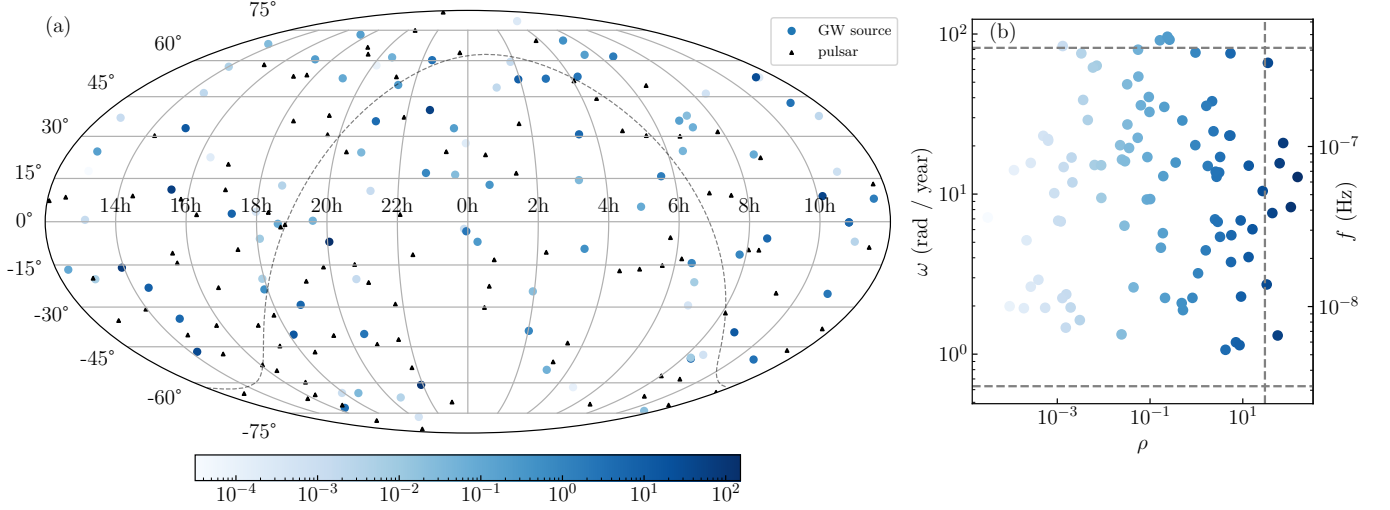 (a)
75°
60°
45°
30°
15°
0°
-15°
-30°
-45°
-60°
-75°
14h 16h 18h 20h 22h 0h 2h 4h 6h 8h 10h
GW source
pulsar
10⁻⁴ 10⁻³ 10⁻² 10⁻¹ 10⁰ 10¹ 10²
(b)
10²
10¹
10⁰
ω (rad / year)
10⁻³ 10⁻¹ 10¹
ρ
10⁻⁷
10⁻⁸
f (Hz)